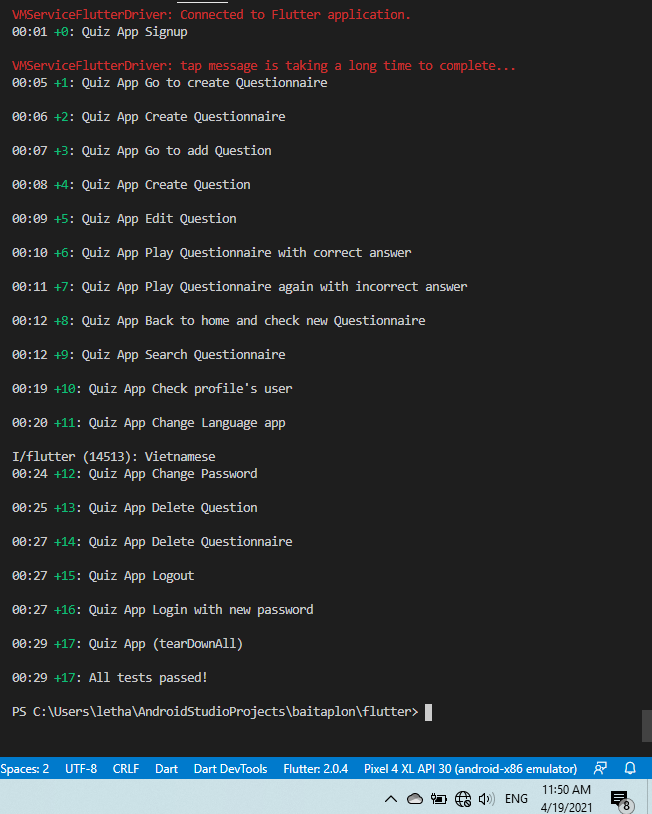 VMServiceFlutterDriver: Connected to Flutter application.
00:01 +0: Quiz App Signup
VMServiceFlutterDriver: tap message is taking a long time to complete...
00:05 +1: Quiz App Go to create Questionnaire
00:06 +2: Quiz App Create Questionnaire
00:07 +3: Quiz App Go to add Question
00:08 +4: Quiz App Create Question
00:09 +5: Quiz App Edit Question
00:10 +6: Quiz App Play Questionnaire with correct answer
00:11 +7: Quiz App Play Questionnaire again with incorrect answer
00:12 +8: Quiz App Back to home and check new Questionnaire
00:12 +9: Quiz App Search Questionnaire
00:19 +10: Quiz App Check profile's user
00:20 +11: Quiz App Change Language app
I/flutter (14513): Vietnamese
00:24 +12: Quiz App Change Password
00:25 +13: Quiz App Delete Question
00:27 +14: Quiz App Delete Questionnaire
00:27 +15: Quiz App Logout
00:27 +16: Quiz App Login with new password
00:29 +17: Quiz App (tearDownAll)
00:29 +17: All tests passed!
PS C:\Users\letha\AndroidStudioProjects\baitaplon\flutter>
Spaces: 2 UTF-8 CRLF Dart Dart DevTools Flutter: 2.0.4 Pixel 4 XL API 30 (android-x86 emulator)
ENG 11:50 AM
4/19/2021 8